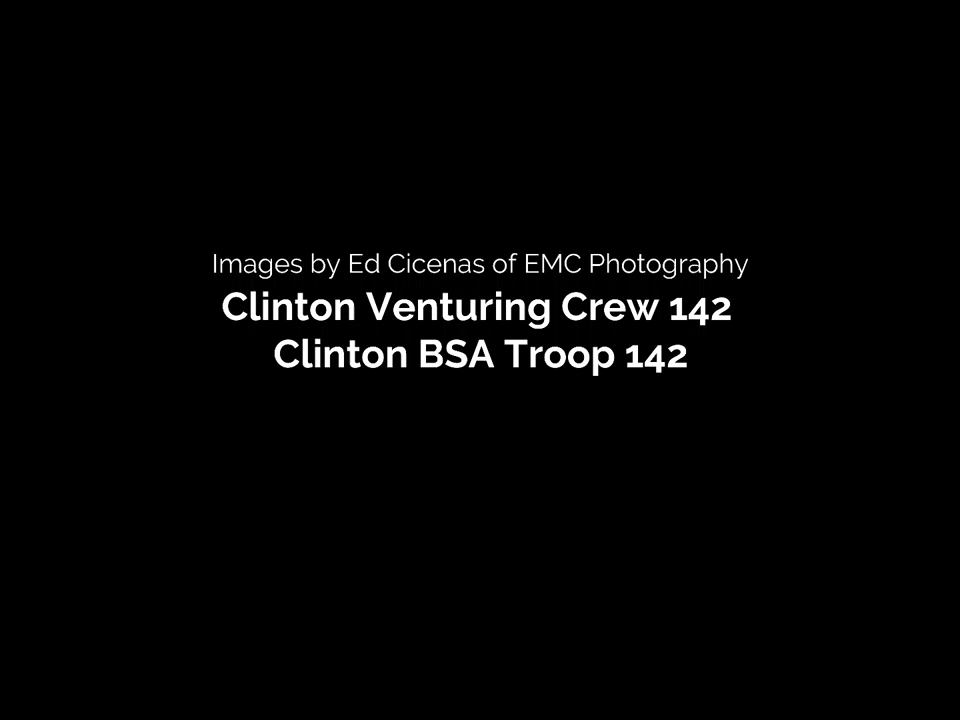 Images by Ed Cicenas of EMC Photography
Clinton Venturing Crew 142
Clinton BSA Troop 142